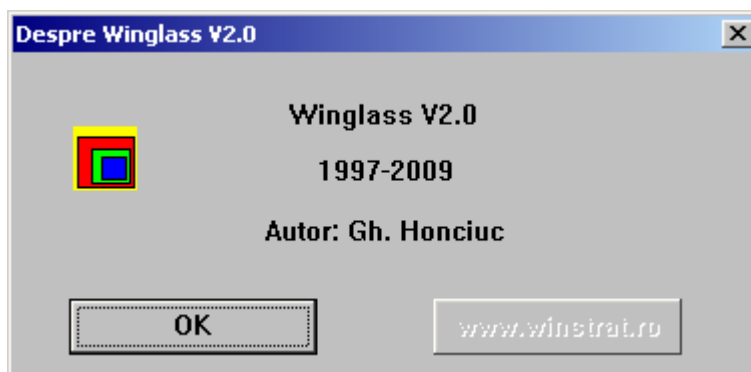 Despre Winglass V2.0
Winglass V2.0
1997-2009
Autor: Gh. Honciuc
OK
www.winstrat.ro